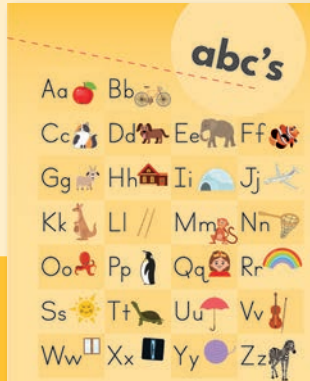 abc's
Aa Bb
Cc Dd Ee Ff
Gg Hh Ii Jj
Kk Ll Mm Nn
Oo Pp Qq Rr
Ss Tt Uu Vv
Ww Xx Yy Zz